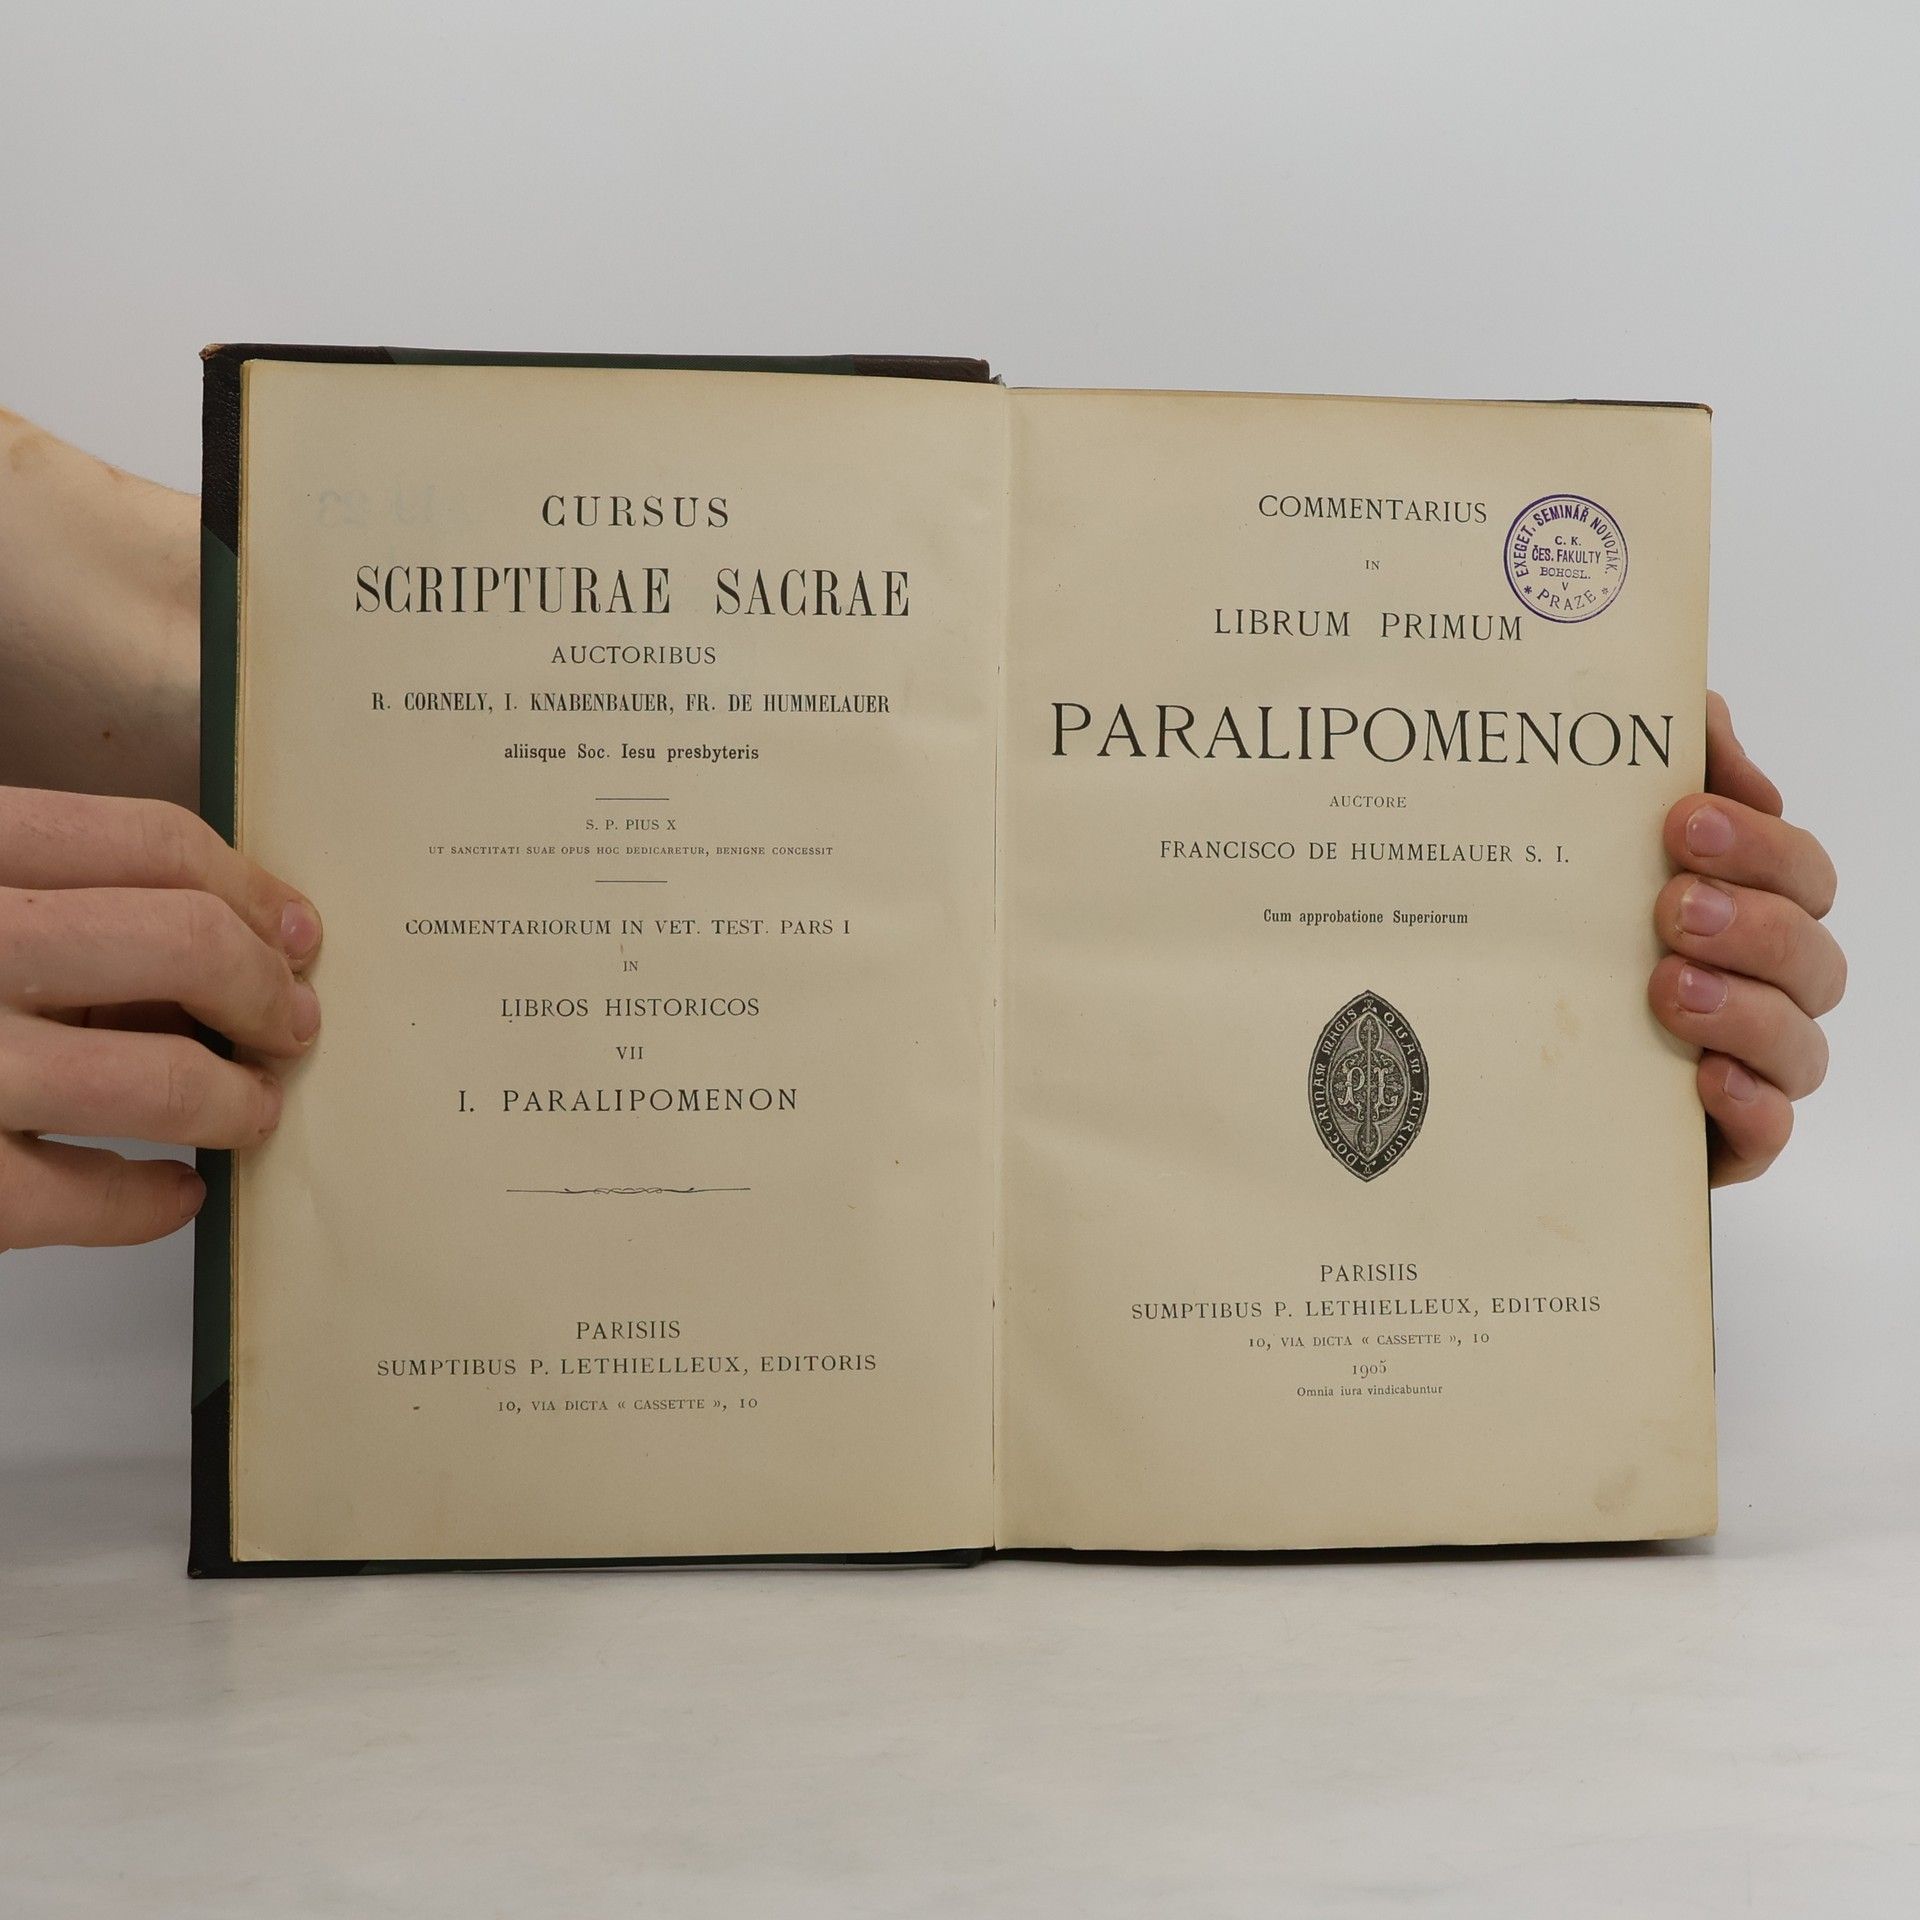 CURSUS
SCRIPTURAE SACRAE
AUCTORIBUS
R. CORNELY, I. KNABENBAUER, FR. DE HUMMELAUER
aliisque Soc. Iesu presbyteris
S. P. PIUS X
UT SANCTITATI SUAE OPUS HOC DEDICARETUR, BENIGNE CONCESSIT
COMMENTARIORUM IN VET. TEST. PARS I
IN
LIBROS HISTORICOS
VII
I. PARALIPOMENON
PARISIIS
SUMPTIBUS P. LETHIELLEUX, EDITORIS
10, VIA DICTA « CASSETTE », 10
COMMENTARIUS
IN
LIBRUM PRIMUM
PARALIPOMENON
AUCTORE
FRANCISCO DE HUMMELAUER S. I.
Cum approbatione Superiorum
DOCTRINAM MAGIS QUAM AURUM
PL
PARISIIS
SUMPTIBUS P. LETHIELLEUX, EDITORIS
10, VIA DICTA « CASSETTE », 10
1905
Omnia iura vindicabuntur
EXEGET. SEMINÁŘ NOVOZÁK.
C. K.
ČES. FAKULTY
BOHOSL.
V
* PRAZE *